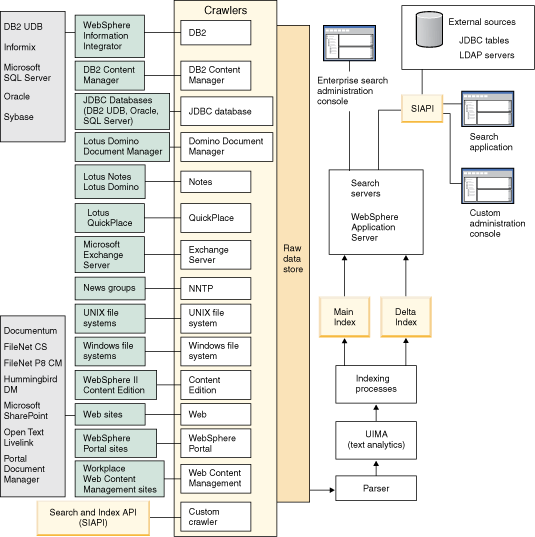 DB2 UDB
Informix
Microsoft
SQL Server
Oracle
Sybase
Documentum
FileNet CS
FileNet P8 CM
Hummingbird
DM
Microsoft
SharePoint
Open Text
Livelink
Portal
Document
Manager
WebSphere
Information
Integrator
DB2 Content
Manager
JDBC Databases
(DB2 UDB, Oracle,
SQL Server)
Lotus Domino
Document Manager
Lotus Notes
Lotus Domino
Lotus
QuickPlace
Microsoft
Exchange
Server
News groups
UNIX file
systems
Windows file
systems
WebSphere II
Content Edition
Web sites
WebSphere
Portal sites
Workplace
Web Content
Management sites
Search and Index API
(SIAPI)
Crawlers
DB2
DB2 Content
Manager
JDBC database
Domino Document
Manager
Notes
QuickPlace
Exchange
Server
NNTP
UNIX file
system
Windows file
system
Content
Edition
Web
WebSphere
Portal
Web Content
Management
Custom
crawler
Raw
data
store
Enterprise search
administration
console
External sources
JDBC tables
LDAP servers
SIAPI
Search
application
Custom
administration
console
Search
servers
WebSphere
Application
Server
Main
Index
Delta
Index
Indexing
processes
UIMA
(text analytics)
Parser